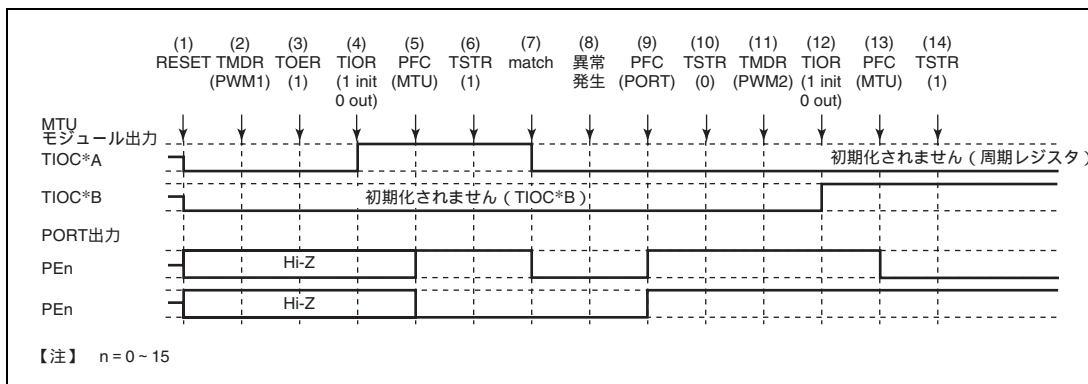 (1) (2) (3) (4) (5) (6) (7) (8) (9) (10) (11) (12) (13) (14)
RESET TMDR TOER TIOR PFC TSTR match 異常 PFC TSTR TMDR TIOR PFC TSTR
(PWM1) (1) (1 init (MTU) (1) 発生 (PORT) (0) (PWM2) (1 init (MTU) (1)
0 out) 0 out)
MTU
モジュール出力
TIOC*A 初期化されません（周期レジスタ）
TIOC*B 初期化されません（TIOC*B）
PORT出力
PEn Hi-Z
PEn Hi-Z
【注】 n = 0 ~ 15